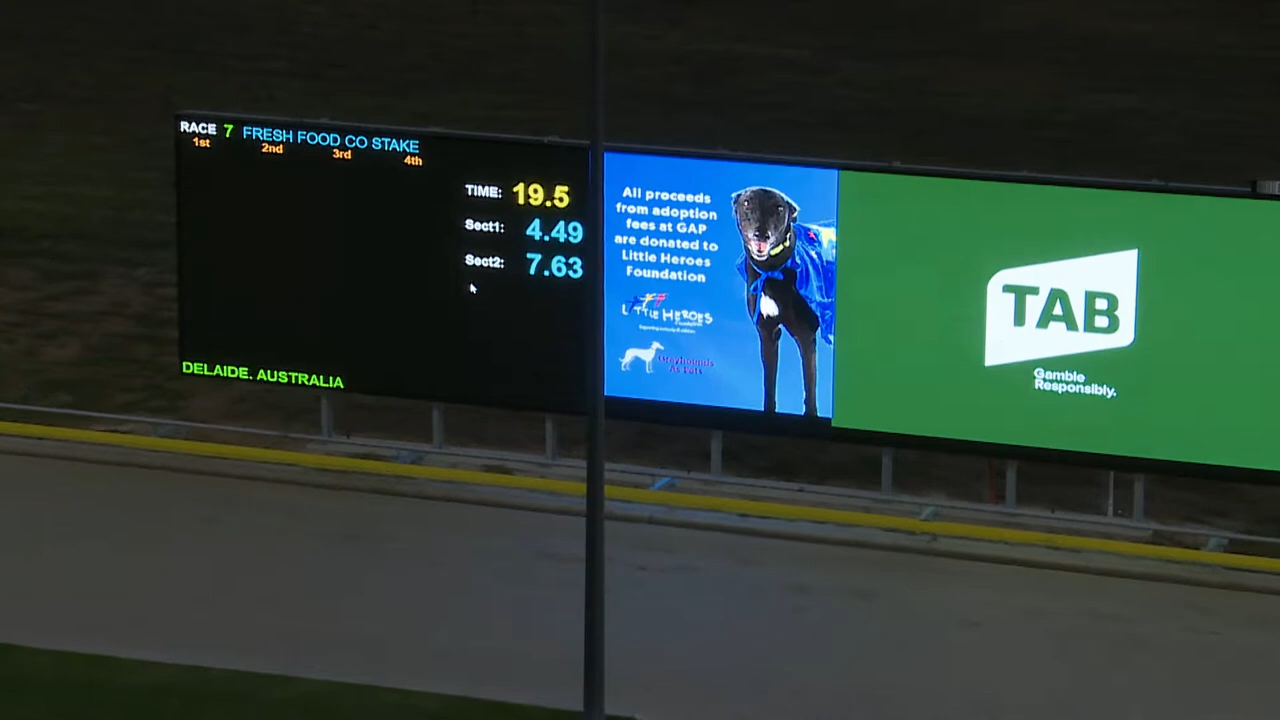 RACE 7 FRESH FOOD CO STAKE
1st 2nd 3rd 4th
TIME: 19.5
Sect1: 4.49
Sect2: 7.63
DELAIDE. AUSTRALIA
All proceeds
from adoption
fees at GAP
are donated to
Little Heroes
Foundation
LITTLE HEROES
Foundation
Greyhounds
As Pets
TAB
Gamble
Responsibly.